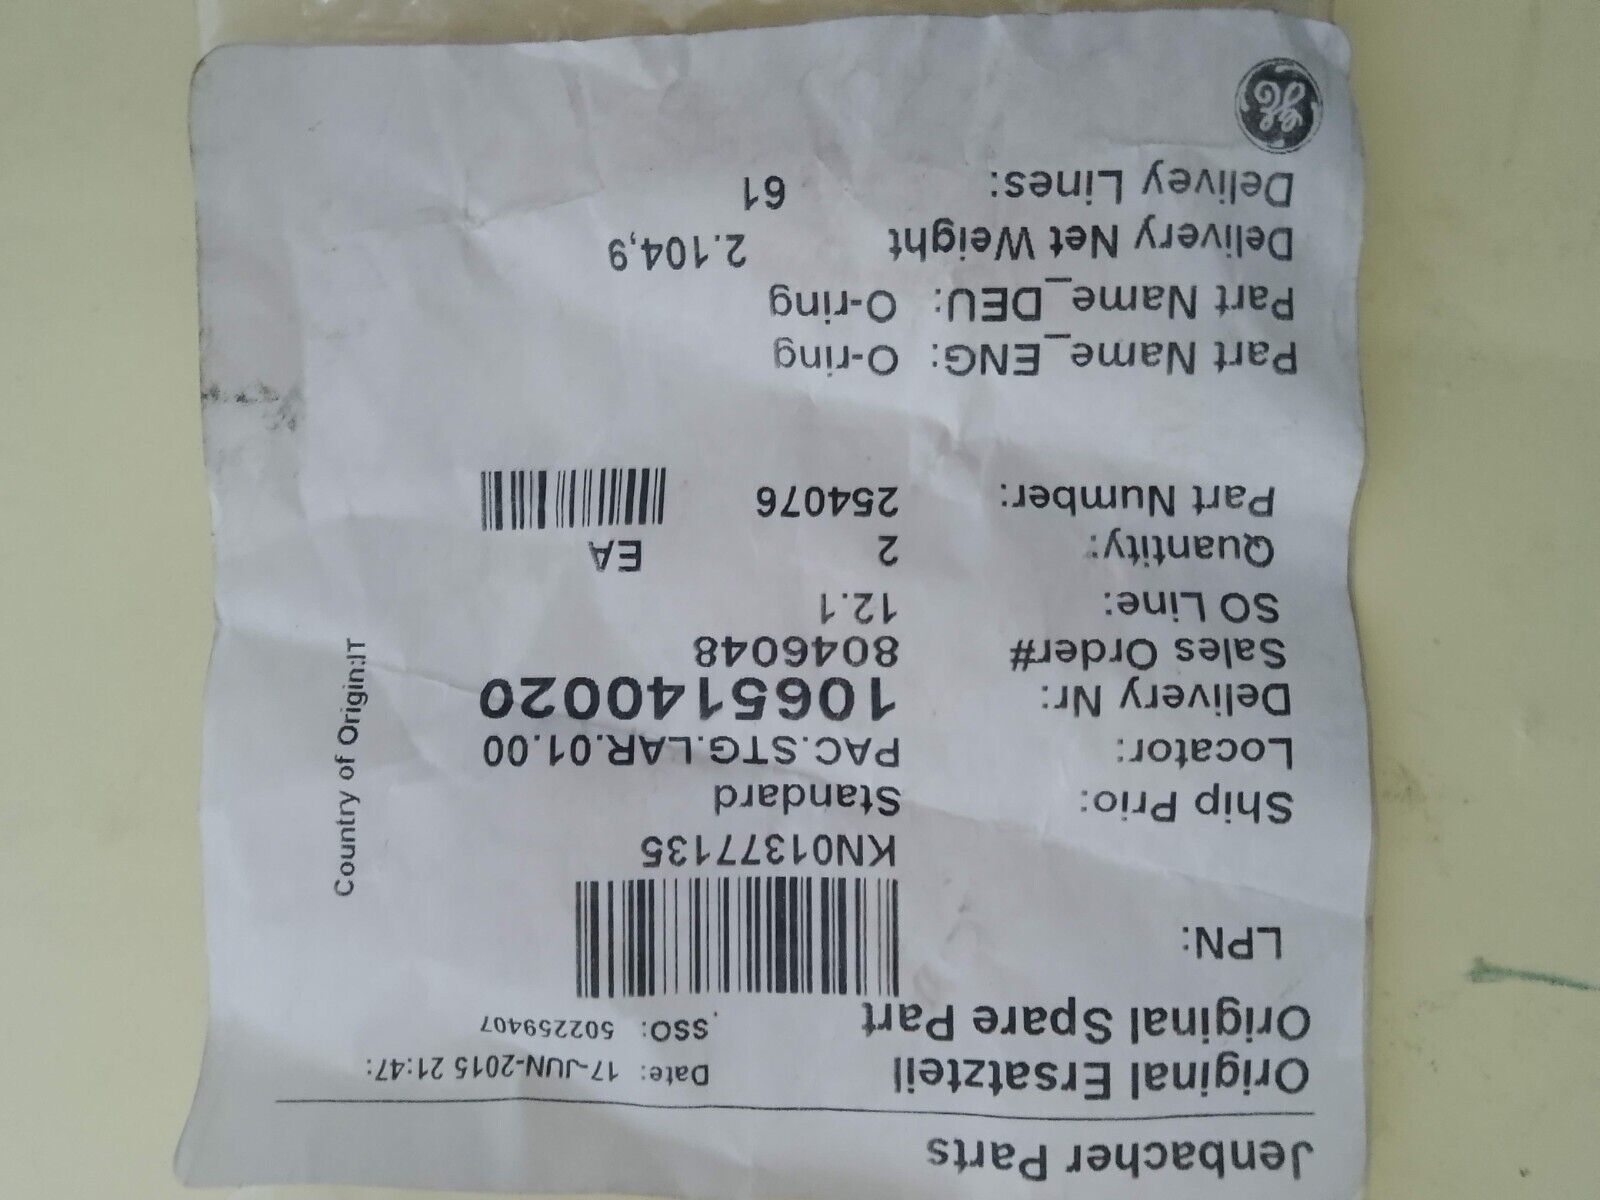 Jenbacher Parts
Original Ersatzteil Date: 17-JUN-2015 21:47:
Original Spare Part SSO: 502259407
LPN:
KN01377135
Ship Prio: Standard
Locator: PAC.STG.LAR.01.00
Delivery Nr: 1065140020
Sales Order# 8046048
SO Line: 12.1
Quantity: 2 EA
Part Number: 254076
Part Name_ENG: O-ring
Part Name_DEU: O-ring
Delivery Net Weight 2.104,9
Delivey Lines: 61
GE
Country of Origin:IT